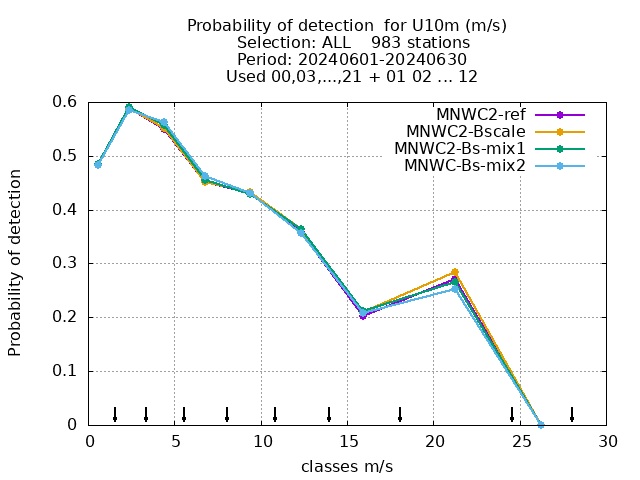 Probability of detection  for U10m (m/s)
Selection: ALL    983 stations
Period: 20240601-20240630
Used 00,03,...,21 + 01 02 ... 12
MNWC2-ref
MNWC2-Bscale
MNWC2-Bs-mix1
MNWC-Bs-mix2
Probability of detection
0.6
0.5
0.4
0.3
0.2
0.1
0
0 5 10 15 20 25 30
classes m/s